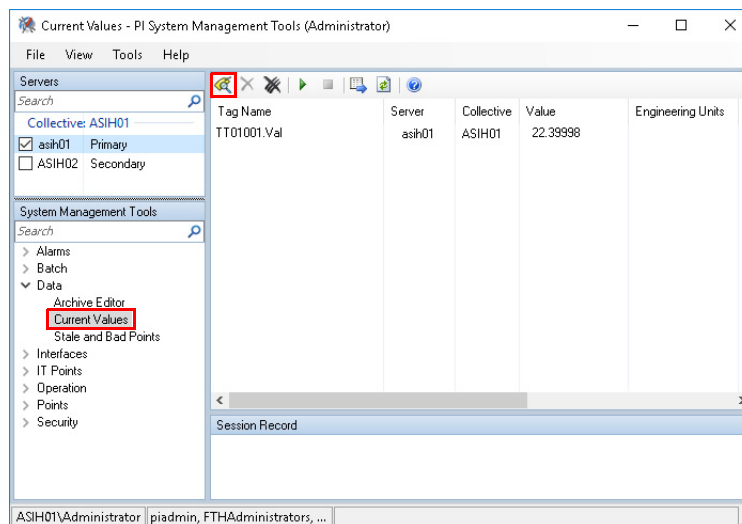 Current Values - PI System Management Tools (Administrator)
File View Tools Help
Servers
Search
Collective: ASIH01
asih01 Primary
ASIH02 Secondary
System Management Tools
Search
Alarms
Batch
Data
Archive Editor
Current Values
Stale and Bad Points
Interfaces
IT Points
Operation
Points
Security
Tag Name Server Collective Value Engineering Units
TT01001.Val asih01 ASIH01 22.39998
Session Record
ASIH01\Administrator piadmin, FTHAdministrators, ...